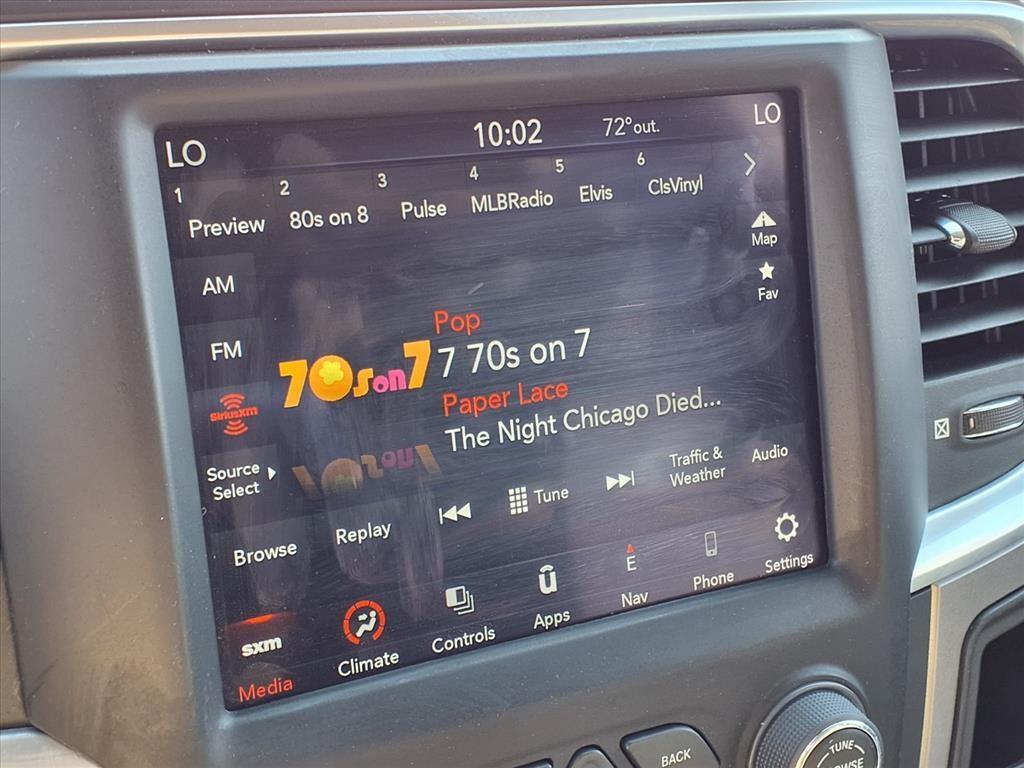 LO
10:02
72° out.
LO
1 Preview
2 80s on 8
3 Pulse
4 MLBRadio
5 Elvis
6 ClsVinyl
Map
Fav
AM
FM
SiriusXM
Source
Select
Browse
70s on 7
Pop
7 70s on 7
Paper Lace
The Night Chicago Died...
Replay
Tune
Traffic &
Weather
Audio
sxm
Media
Climate
Controls
Apps
E
Nav
Phone
Settings
BACK
TUNE